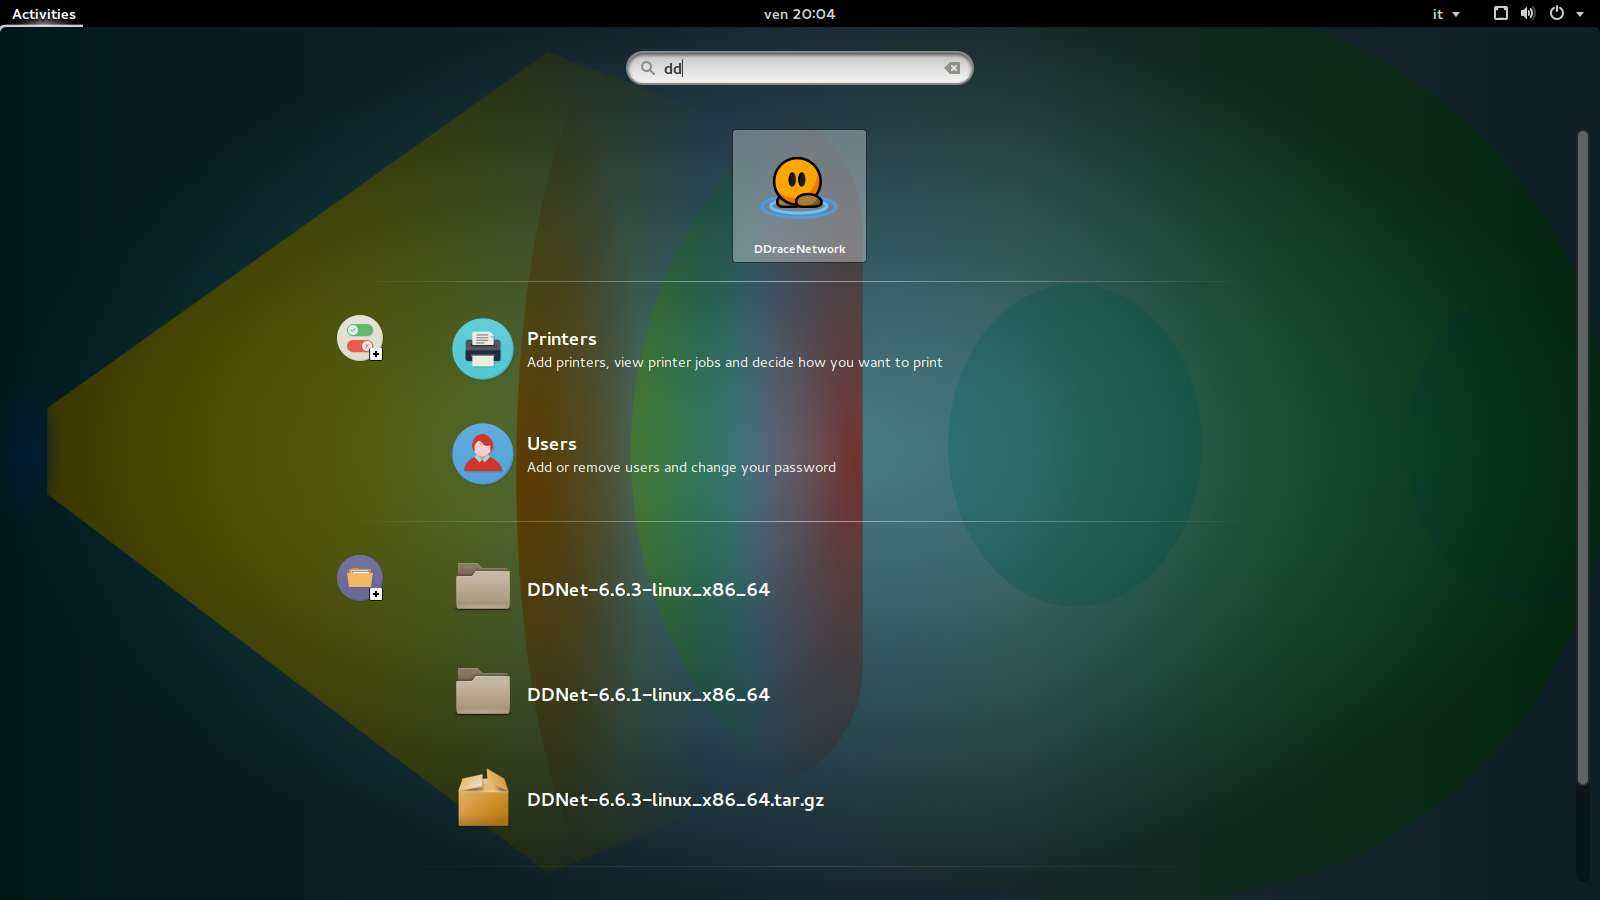 Activities
ven 20:04
it
dd
DDraceNetwork
Printers
Add printers, view printer jobs and decide how you want to print
Users
Add or remove users and change your password
DDNet-6.6.3-linux_x86_64
DDNet-6.6.1-linux_x86_64
DDNet-6.6.3-linux_x86_64.tar.gz